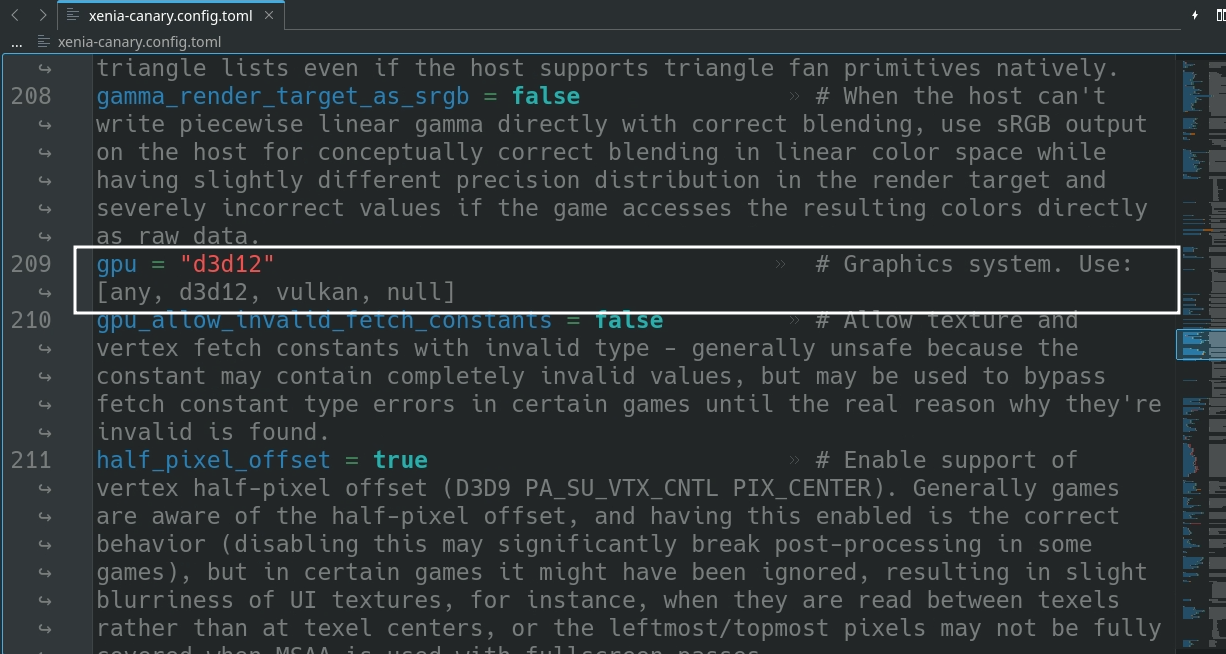 xenia-canary.config.toml
... xenia-canary.config.toml
triangle lists even if the host supports triangle fan primitives natively.
208 gamma_render_target_as_srgb = false » # When the host can't
write piecewise linear gamma directly with correct blending, use sRGB output
on the host for conceptually correct blending in linear color space while
having slightly different precision distribution in the render target and
severely incorrect values if the game accesses the resulting colors directly
as raw data.
209 gpu = "d3d12" » # Graphics system. Use:
[any, d3d12, vulkan, null]
210 gpu_allow_invalid_fetch_constants = false » # Allow texture and
vertex fetch constants with invalid type - generally unsafe because the
constant may contain completely invalid values, but may be used to bypass
fetch constant type errors in certain games until the real reason why they're
invalid is found.
211 half_pixel_offset = true » # Enable support of
vertex half-pixel offset (D3D9 PA_SU_VTX_CNTL PIX_CENTER). Generally games
are aware of the half-pixel offset, and having this enabled is the correct
behavior (disabling this may significantly break post-processing in some
games), but in certain games it might have been ignored, resulting in slight
blurriness of UI textures, for instance, when they are read between texels
rather than at texel centers, or the leftmost/topmost pixels may not be fully
covered when MSAA is used with fullscreen passes.